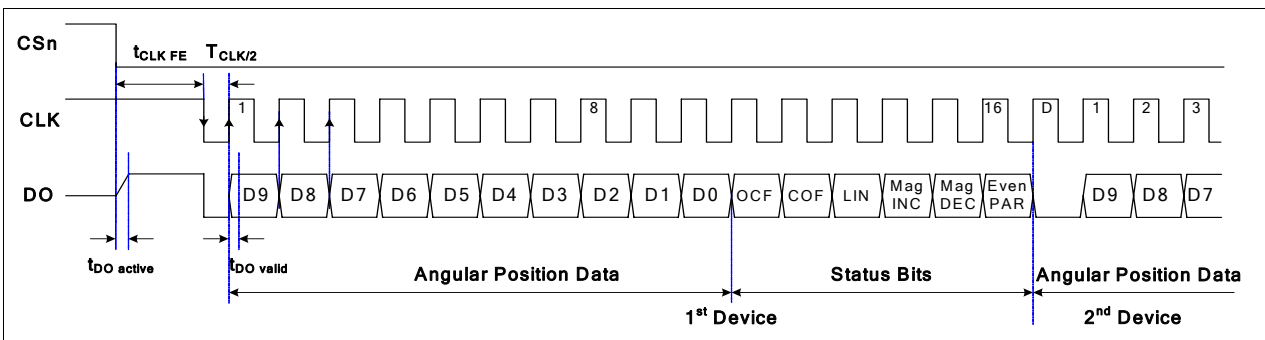 CSn
tCLK FE TCLK/2
CLK 1 8 16 D 1 2 3
DO D9 D8 D7 D6 D5 D4 D3 D2 D1 D0 OCF COF LIN Mag INC Mag DEC Even PAR D9 D8 D7
tDO active tDO valid Angular Position Data Status Bits Angular Position Data
1st Device 2nd Device